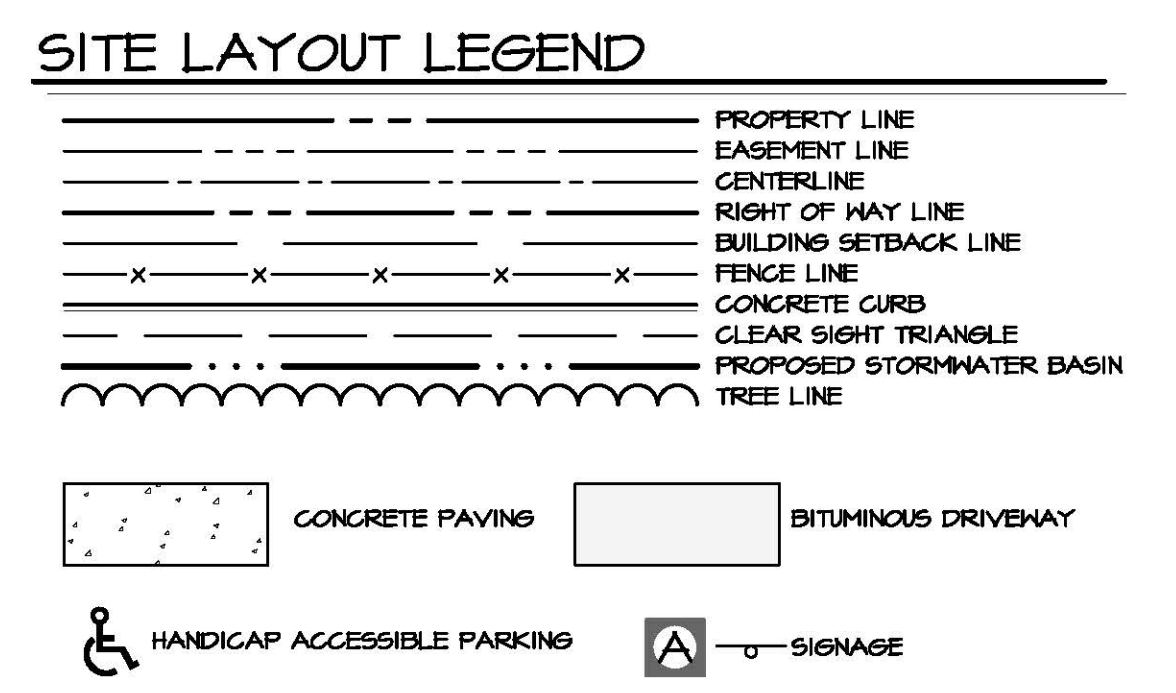 SITE LAYOUT LEGEND
PROPERTY LINE
EASEMENT LINE
CENTERLINE
RIGHT OF WAY LINE
BUILDING SETBACK LINE
FENCE LINE
CONCRETE CURB
CLEAR SIGHT TRIANGLE
PROPOSED STORMWATER BASIN
TREE LINE
CONCRETE PAVING
BITUMINOUS DRIVEWAY
HANDICAP ACCESSIBLE PARKING
A SIGNAGE